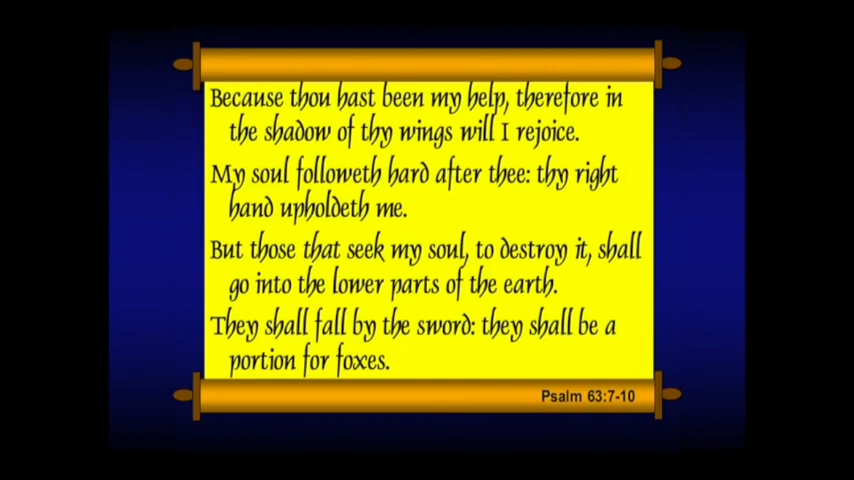 Because thou hast been my help, therefore in
the shadow of thy wings will I rejoice.
My soul followeth hard after thee: thy right
hand upholdeth me.
But those that seek my soul, to destroy it, shall
go into the lower parts of the earth.
They shall fall by the sword: they shall be a
portion for foxes.
Psalm 63:7-10